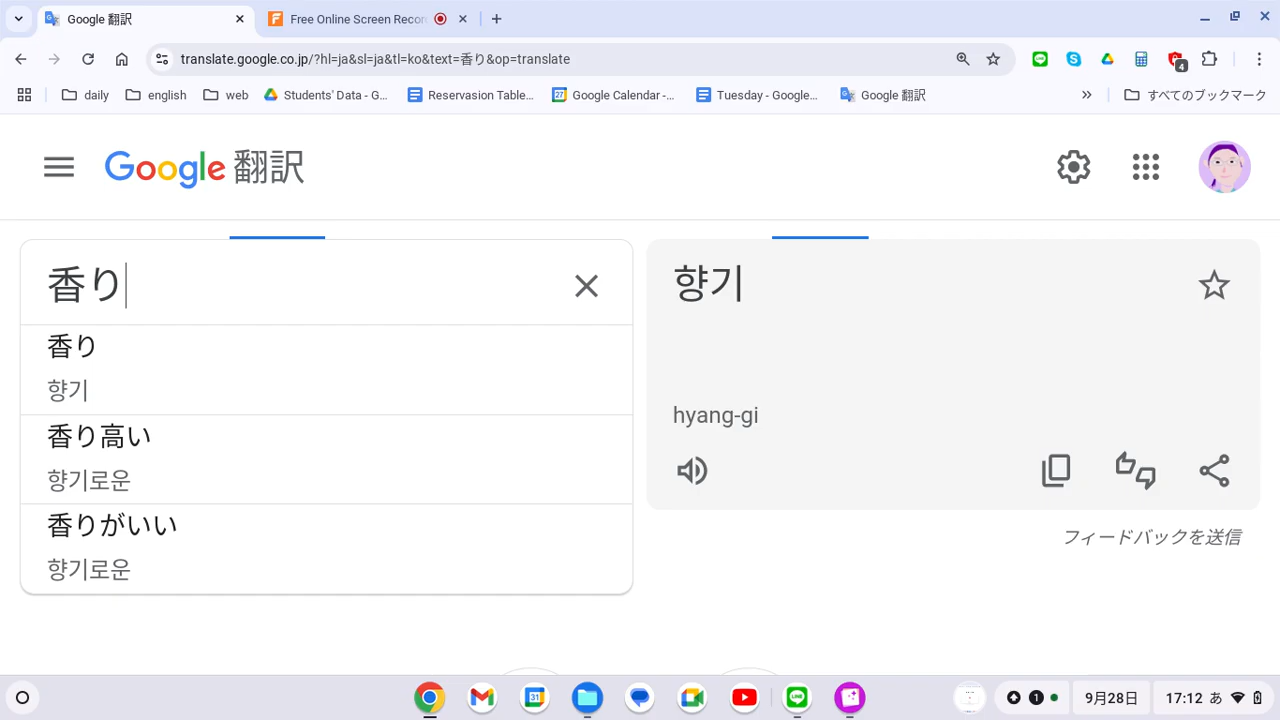 Google 翻訳
Free Online Screen Recor
translate.google.co.jp/?hl=ja&sl=ja&tl=ko&text=香り&op=translate
4
daily
english
web
Students' Data - G...
Reservasion Table...
Google Calendar -...
Tuesday - Google...
Google 翻訳
すべてのブックマーク
Google 翻訳
香り
香り
향기
香り高い
향기로운
香りがいい
향기로운
향기
hyang-gi
フィードバックを送信
1
9月28日
17:12 あ